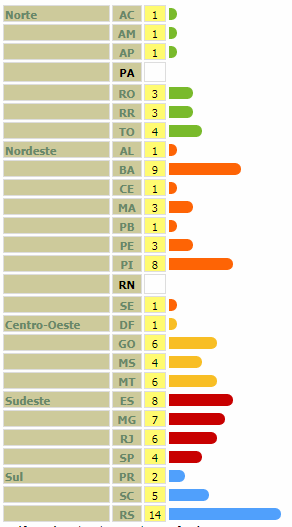 Norte AC 1
AM 1
AP 1
PA
RO 3
RR 3
TO 4
Nordeste AL 1
BA 9
CE 1
MA 3
PB 1
PE 3
PI 8
RN
SE 1
Centro-Oeste DF 1
GO 6
MS 4
MT 6
Sudeste ES 8
MG 7
RJ 6
SP 4
Sul PR 2
SC 5
RS 14